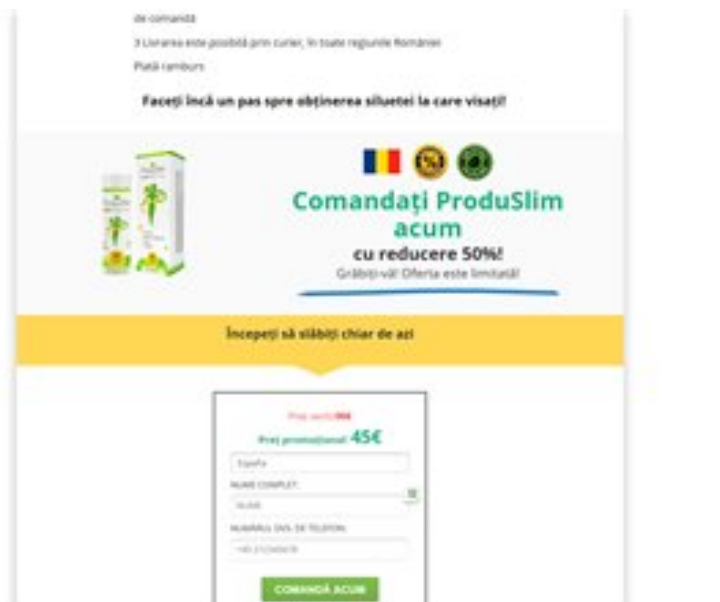 de comandă
3 Livrarea este posibilă prin curier, în toate regiunile României
Plată ramburs
Faceți încă un pas spre obținerea siluetei la care visați!
Comandați ProduSlim
acum
cu reducere 50%!
Grăbiți-vă! Oferta este limitată!
Începeți să slăbiți chiar de azi
Preț promoțional 45€
España
NUME COMPLET:
NUME
NUMĂRUL DVS. DE TELEFON:
COMANDĂ ACUM